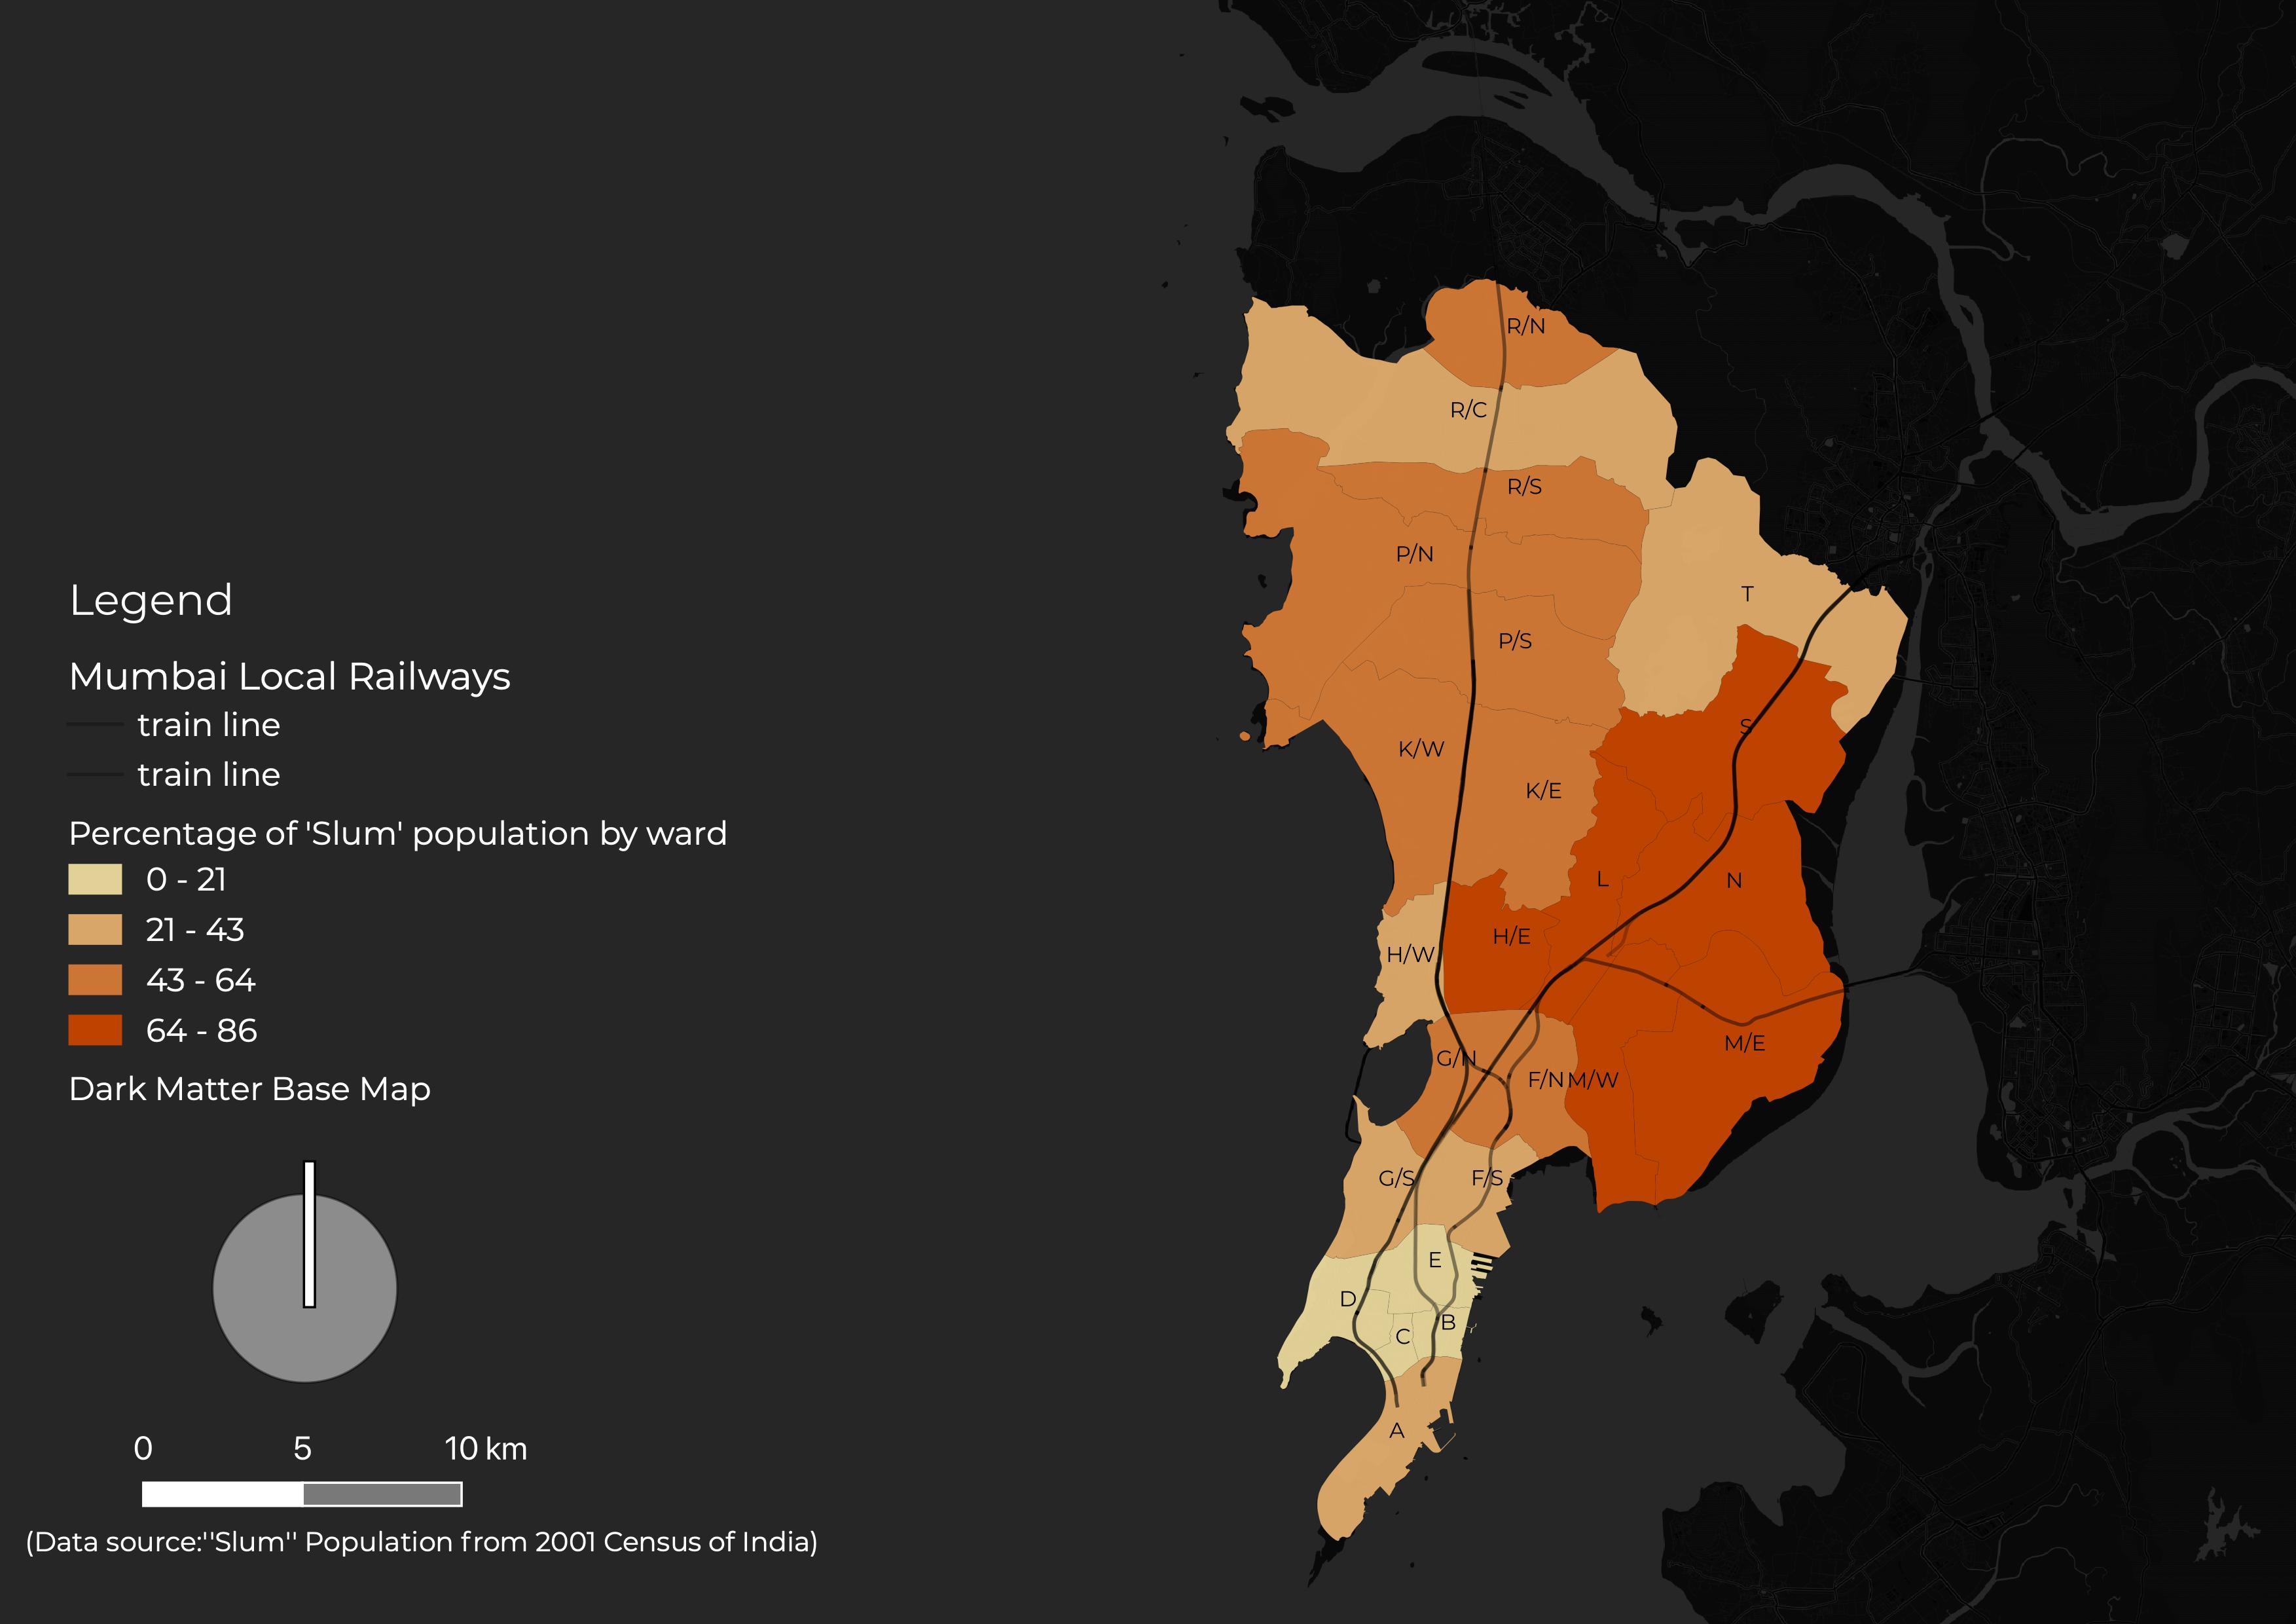 Legend
Mumbai Local Railways
train line
train line
Percentage of 'Slum' population by ward
0 - 21
21 - 43
43 - 64
64 - 86
Dark Matter Base Map
0 5 10 km
(Data source:''Slum'' Population from 2001 Census of India)
R/N
R/C
R/S
P/N
T
P/S
S
K/W
K/E
L
N
H/E
H/W
M/E
G/N
F/N
M/W
G/S
F/S
E
D
B
C
A